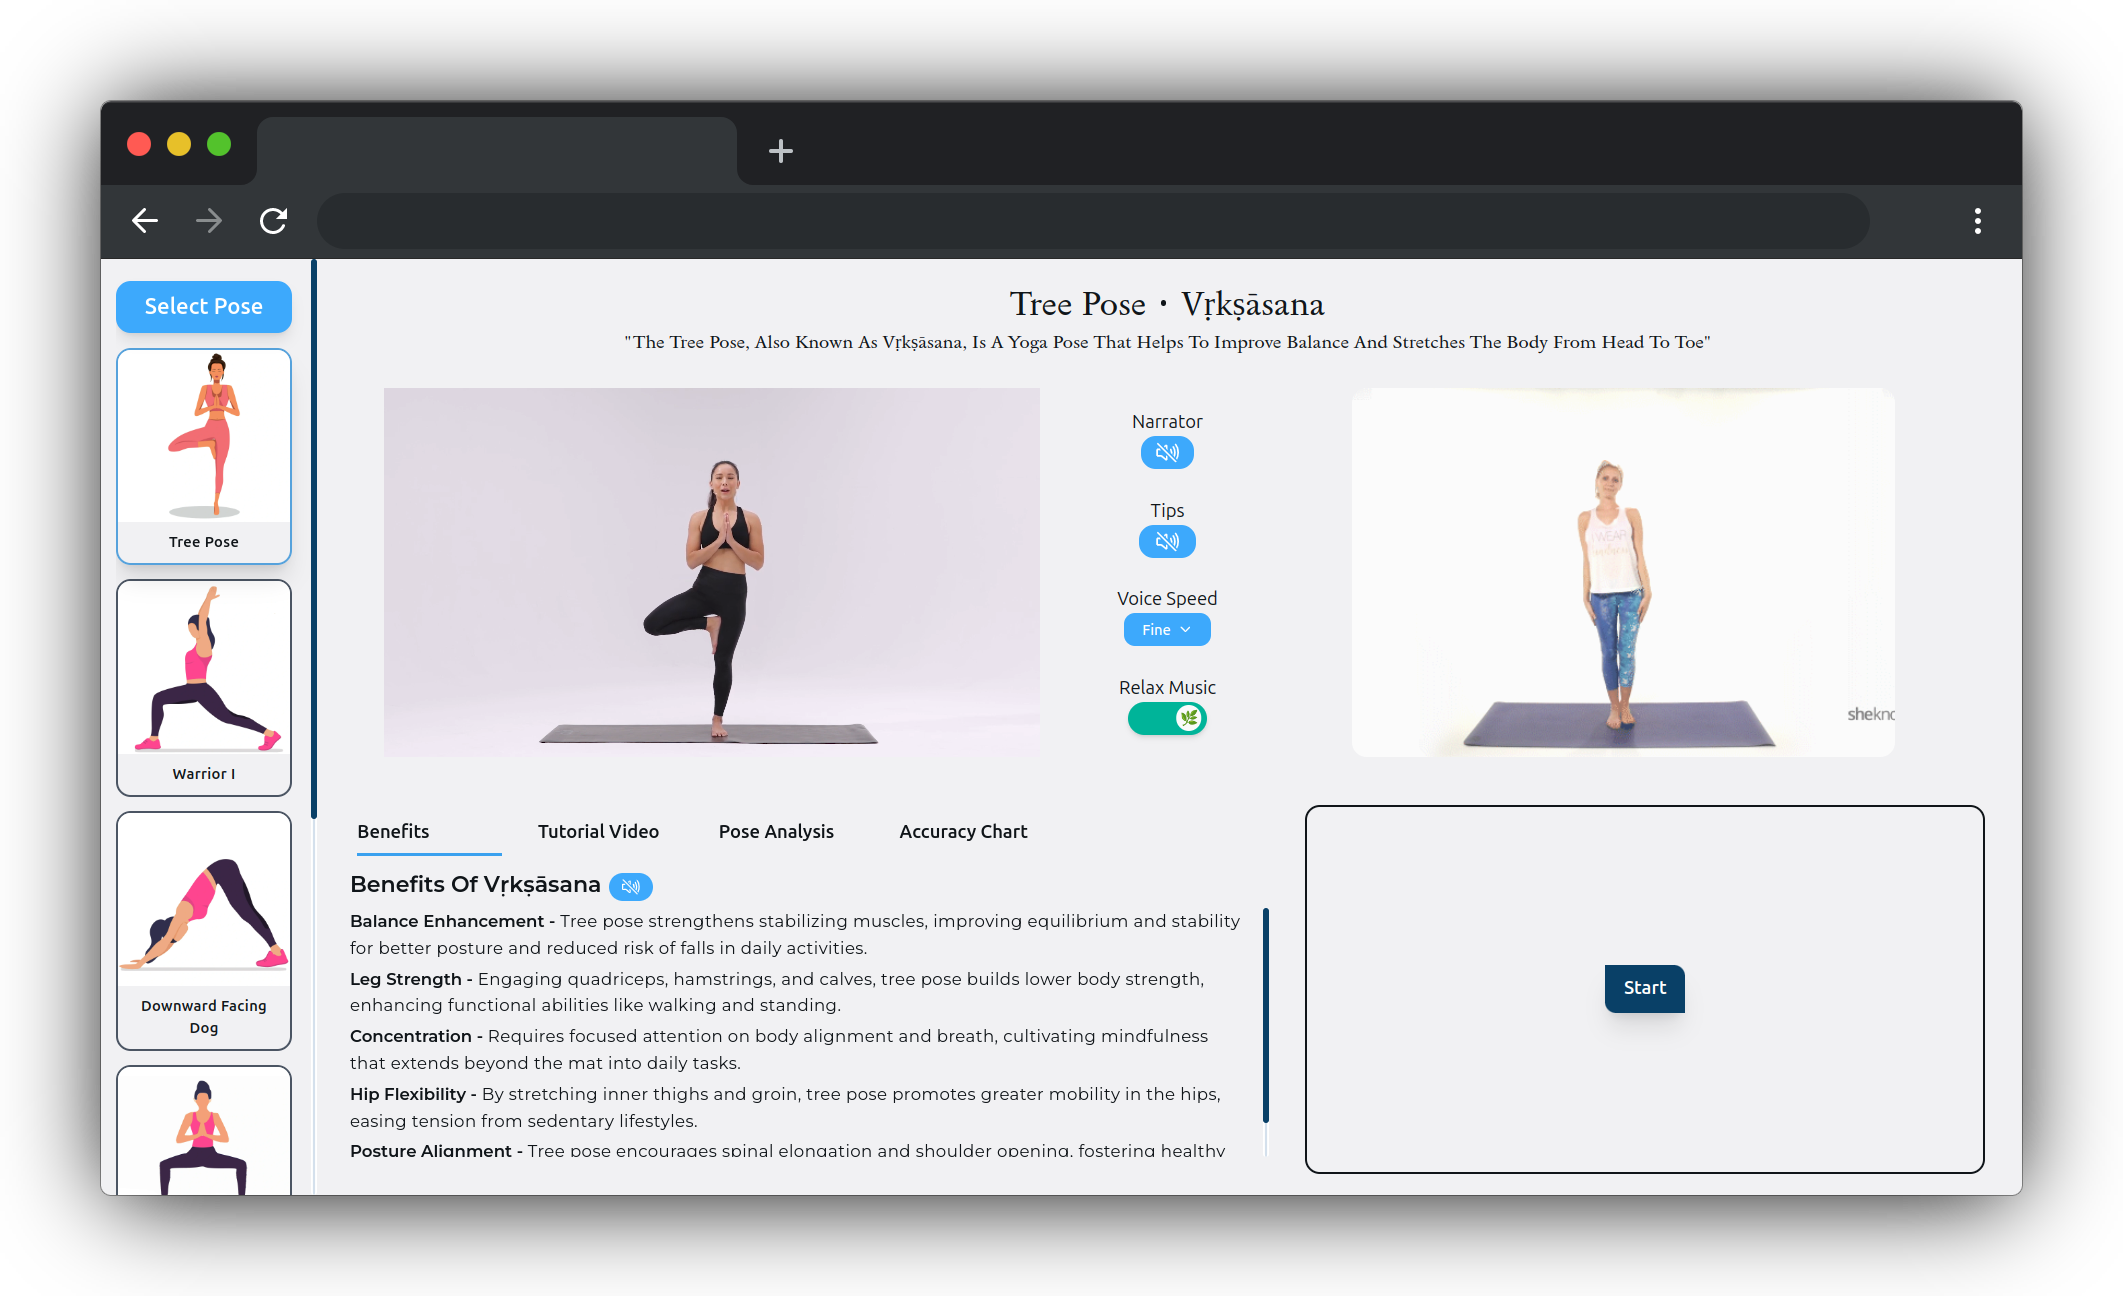 Select Pose
Tree Pose
Warrior I
Downward Facing
Dog
Tree Pose • Vṛkṣāsana
"The Tree Pose, Also Known As Vṛkṣāsana, Is A Yoga Pose That Helps To Improve Balance And Stretches The Body From Head To Toe"
Narrator
Tips
Voice Speed
Fine
Relax Music
I WEAR
shekno
Benefits
Tutorial Video
Pose Analysis
Accuracy Chart
Benefits Of Vṛkṣāsana
Balance Enhancement - Tree pose strengthens stabilizing muscles, improving equilibrium and stability
for better posture and reduced risk of falls in daily activities.
Leg Strength - Engaging quadriceps, hamstrings, and calves, tree pose builds lower body strength,
enhancing functional abilities like walking and standing.
Concentration - Requires focused attention on body alignment and breath, cultivating mindfulness
that extends beyond the mat into daily tasks.
Hip Flexibility - By stretching inner thighs and groin, tree pose promotes greater mobility in the hips,
easing tension from sedentary lifestyles.
Posture Alignment - Tree pose encourages spinal elongation and shoulder opening, fostering healthy
Start